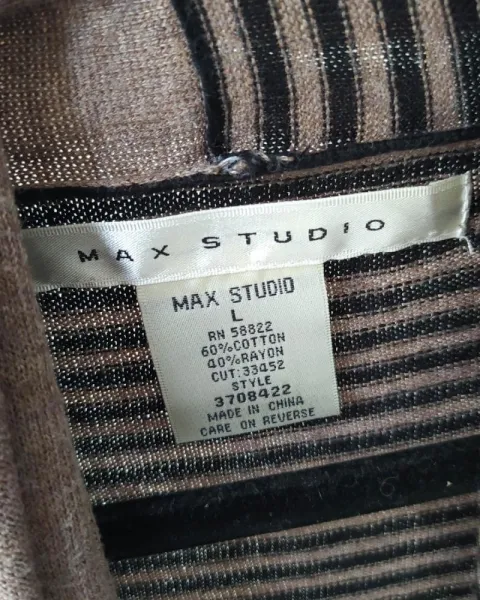 MAX STUDIO
MAX STUDIO
L
RN 58822
60%COTTON
40%RAYON
CUT:33452
STYLE
3708422
MADE IN CHINA
CARE ON REVERSE